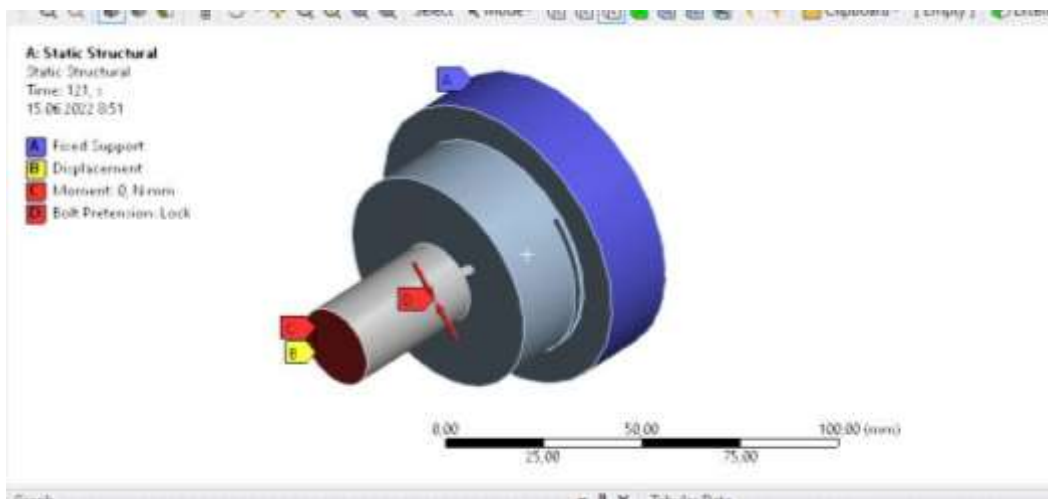 Select Mode Clipboard [Empty]
A: Static Structural
Static Structural
Time: 121, s
15.06.2022 8:51
A Fixed Support
B Displacement
C Moment: 0, N·mm
D Bolt Pretension: Lock
A
D
C
B
0,00 50,00 100,00 (mm)
25,00 75,00
Graph Tabular Data